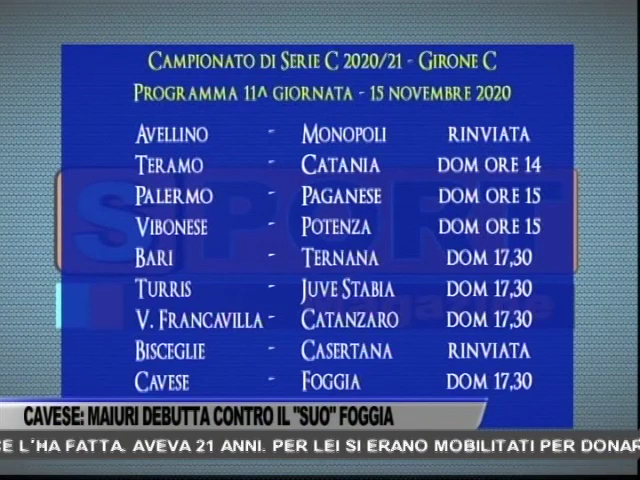 CAMPIONATO DI SERIE C 2020/21 - GIRONE C
PROGRAMMA 11^ GIORNATA - 15 NOVEMBRE 2020
AVELLINO - MONOPOLI RINVIATA
TERAMO - CATANIA DOM ORE 14
PALERMO - PAGANESE DOM ORE 15
VIBONESE - POTENZA DOM ORE 15
BARI - TERNANA DOM 17,30
TURRIS - JUVE STABIA DOM 17,30
V. FRANCAVILLA - CATANZARO DOM 17,30
BISCEGLIE - CASERTANA RINVIATA
CAVESE - FOGGIA DOM 17,30
SPORT
CAVESE: MAIURI DEBUTTA CONTRO IL "SUO" FOGGIA
CE L'HA FATTA. AVEVA 21 ANNI. PER LEI SI ERANO MOBILITATI PER DONAR